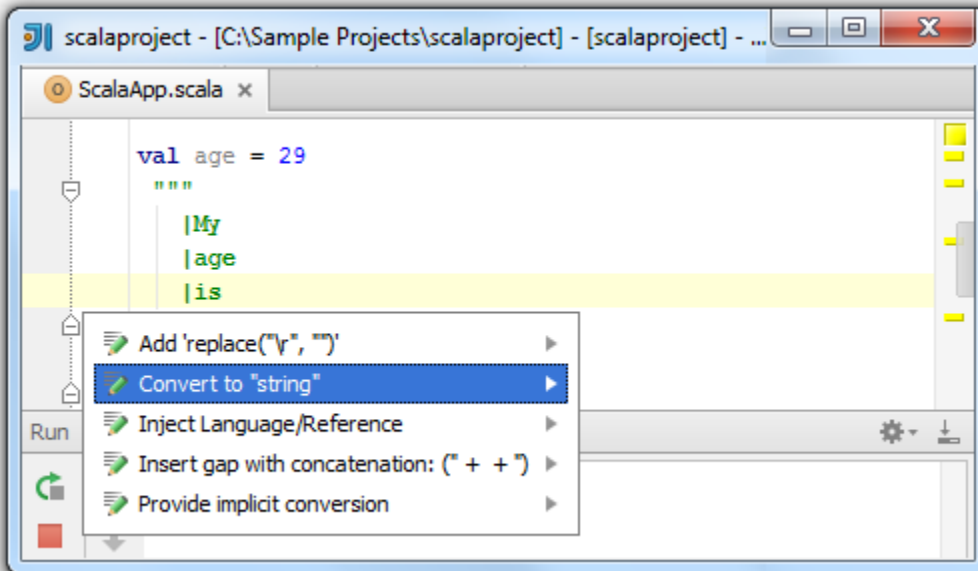 scalaproject - [C:\Sample Projects\scalaproject] - [scalaproject] - ...
ScalaApp.scala
val age = 29
"""
|My
|age
|is
Add 'replace("\r", "")'
Convert to "string"
Inject Language/Reference
Insert gap with concatenation: (" + + ")
Provide implicit conversion
Run